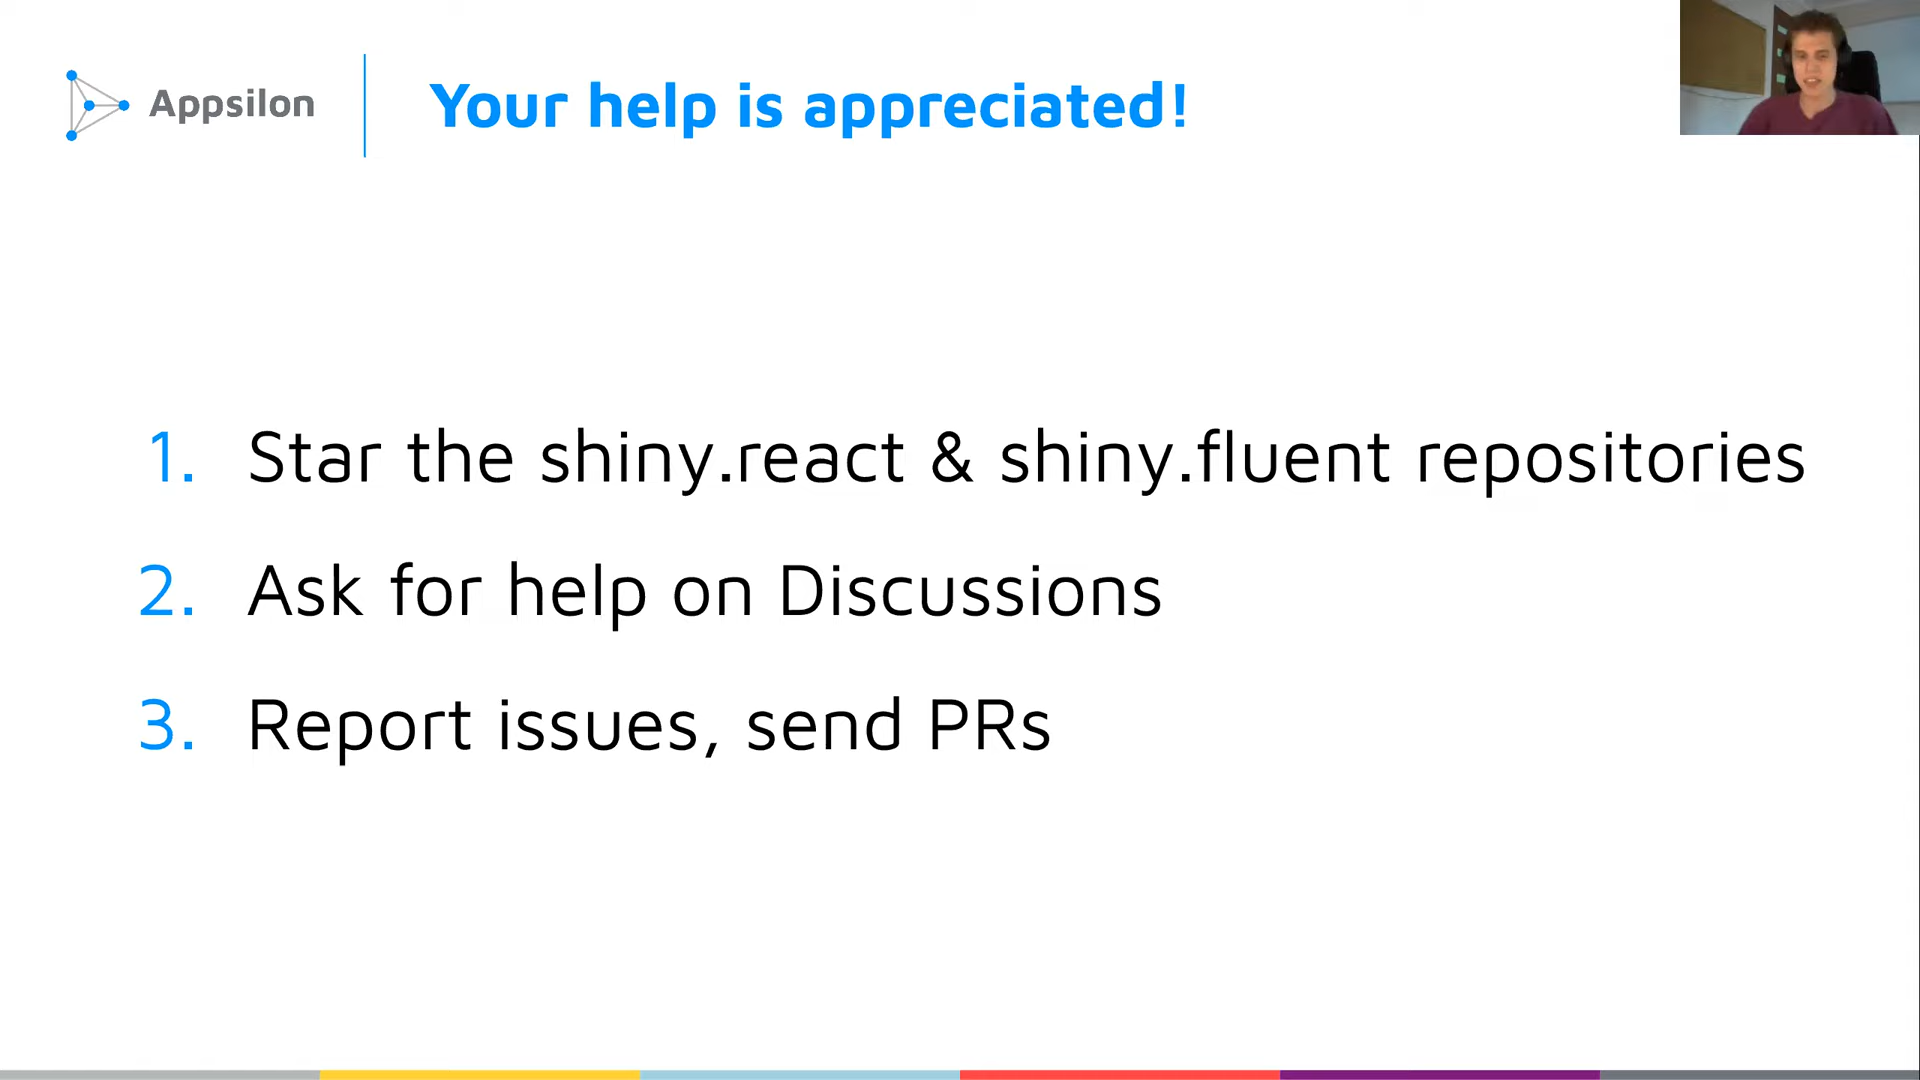 Appsilon
Your help is appreciated!
1. Star the shiny.react & shiny.fluent repositories
2. Ask for help on Discussions
3. Report issues, send PRs